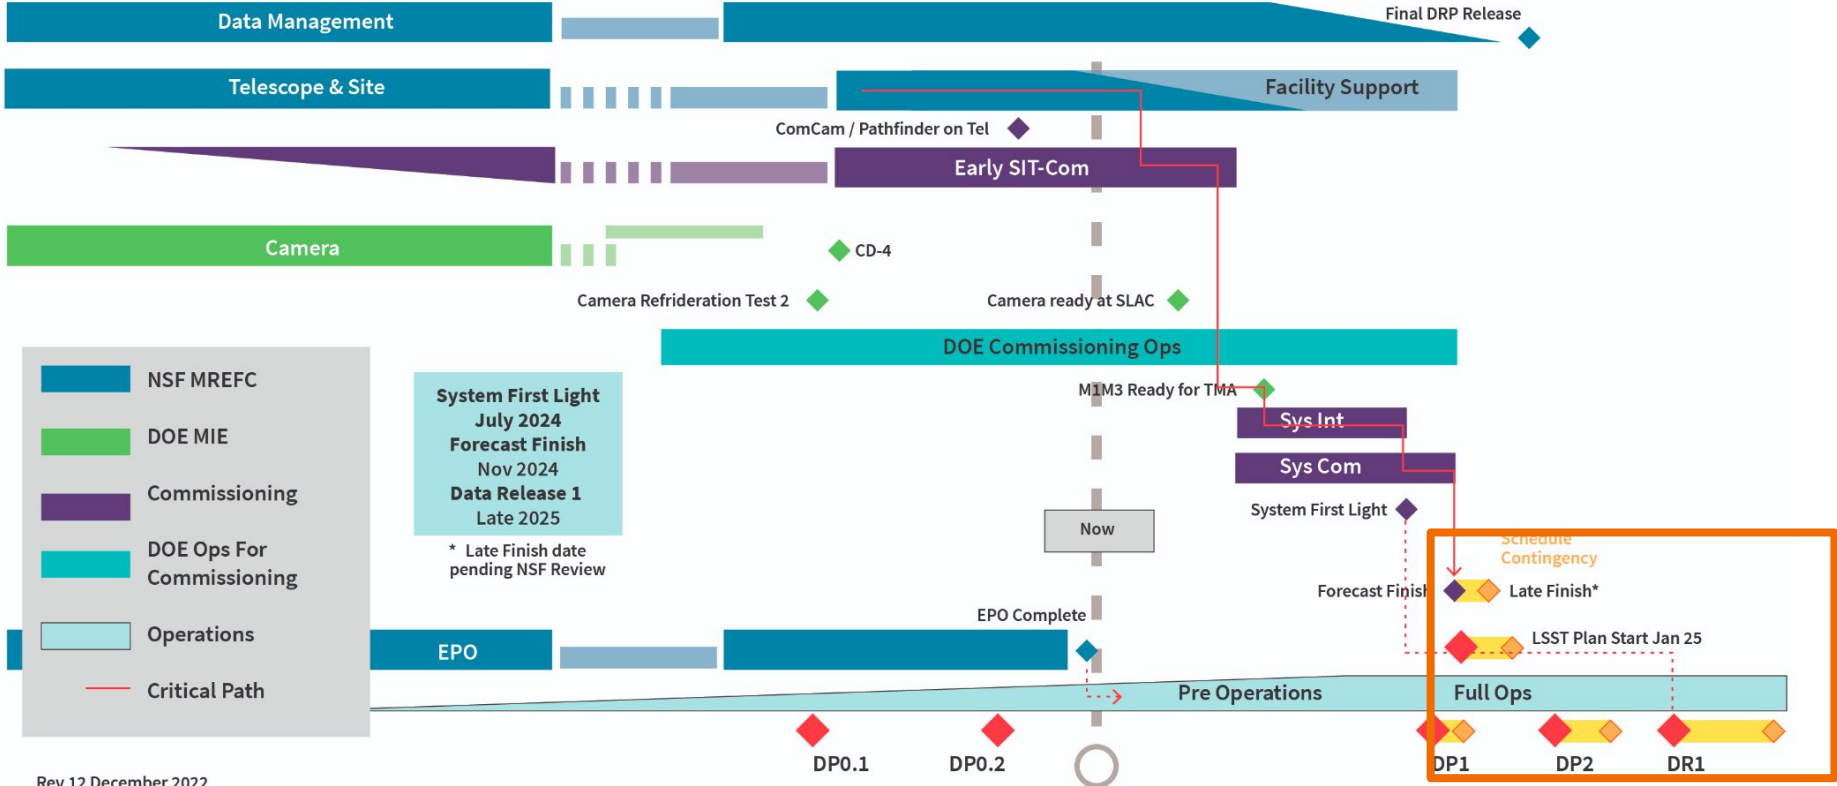 Data Management
Final DRP Release
Telescope & Site
Facility Support
ComCam / Pathfinder on Tel
Early SIT-Com
Camera
CD-4
Camera Refrideration Test 2
Camera ready at SLAC
DOE Commissioning Ops
M1M3 Ready for TMA
Sys Int
Sys Com
System First Light
NSF MREFC
DOE MIE
Commissioning
DOE Ops For
Commissioning
Operations
Critical Path
System First Light
July 2024
Forecast Finish
Nov 2024
Data Release 1
Late 2025
* Late Finish date
pending NSF Review
Now
Schedule
Contingency
Forecast Finish
Late Finish*
EPO Complete
LSST Plan Start Jan 25
EPO
Pre Operations
Full Ops
DP0.1
DP0.2
DP1
DP2
DR1
Rev 12 December 2022